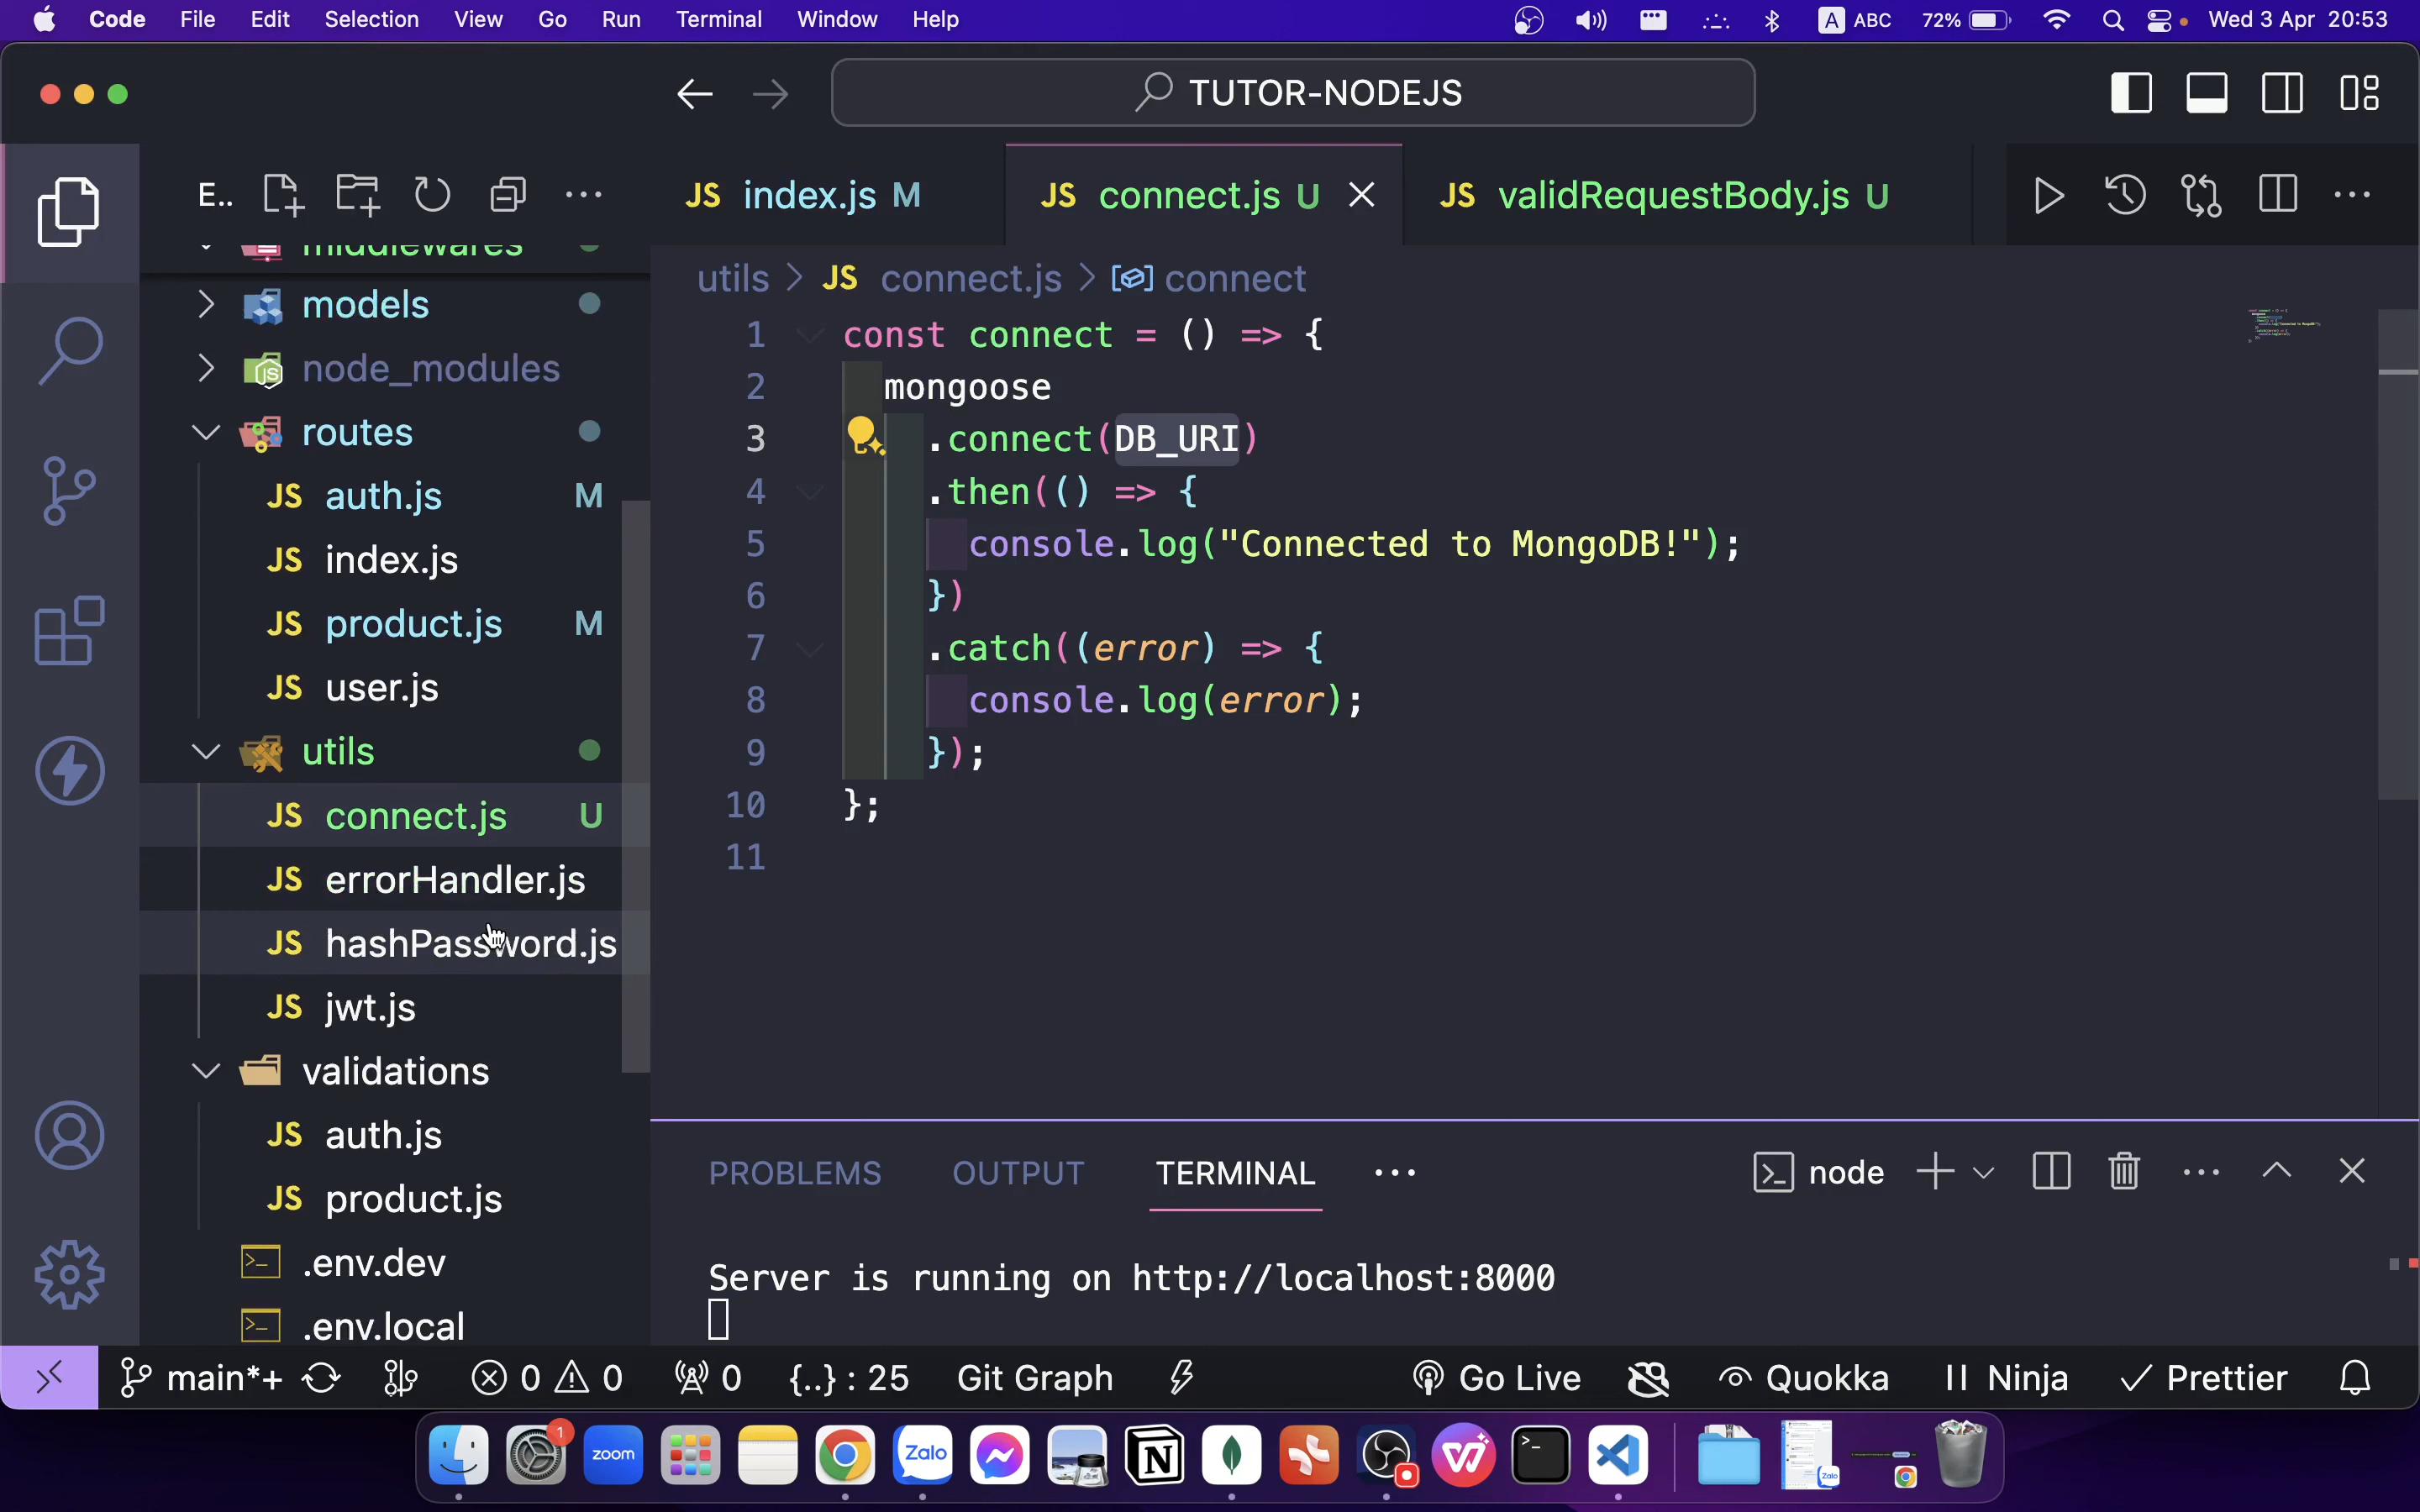 Code File Edit Selection View Go Run Terminal Window Help A ABC 72% Wed 3 Apr 20:53
TUTOR-NODEJS
E..
JS index.js M
JS connect.js U
JS validRequestBody.js U
middlewares
models
node_modules
routes
JS auth.js M
JS index.js
JS product.js M
JS user.js
utils
JS connect.js U
JS errorHandler.js
JS hashPassword.js
JS jwt.js
validations
JS auth.js
JS product.js
.env.dev
.env.local
utils > JS connect.js > connect
1 const connect = () => {
2 mongoose
3 .connect(DB_URI)
4 .then(() => {
5 console.log("Connected to MongoDB!");
6 })
7 .catch((error) => {
8 console.log(error);
9 });
10 };
11
PROBLEMS OUTPUT TERMINAL ··· node
Server is running on http://localhost:8000
main*+ 0 0 0 {..} : 25 Git Graph Go Live Quokka Ninja Prettier
1
zoom
Zalo